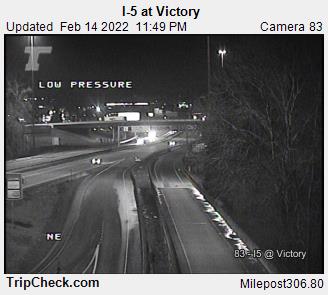 I-5 at Victory
Updated Feb 14 2022 11:49 PM Camera 83
LOW PRESSURE
NE
83 - I5 @ Victory
TripCheck.com Milepost306.80